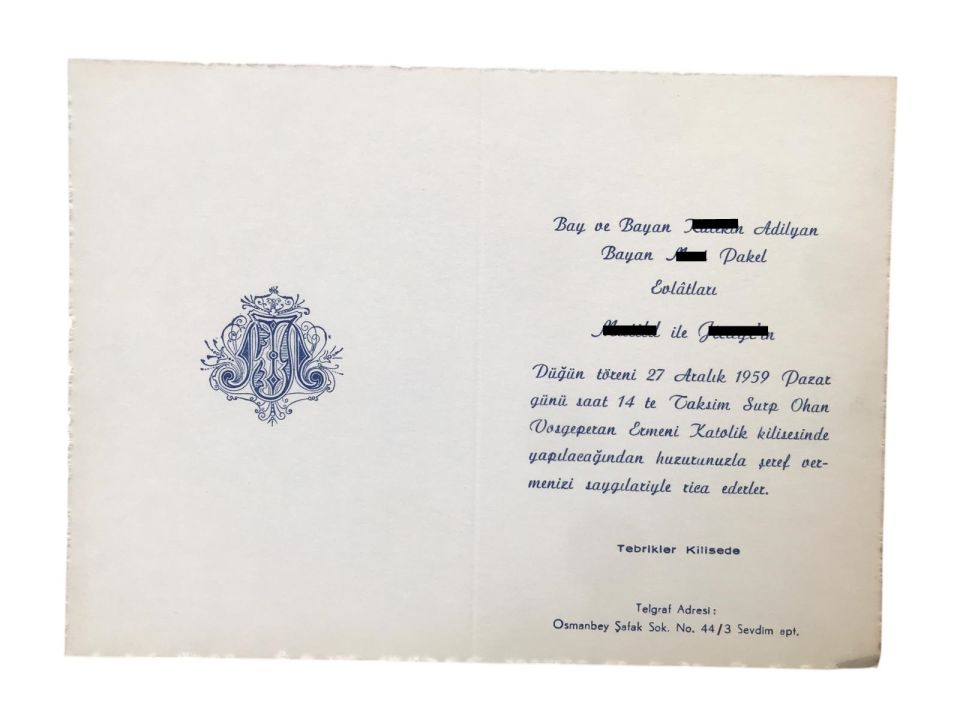 Bay ve Bayan Adilyan
Bayan Pakel
Evlâtları
ile
Düğün töreni 27 Aralık 1959 Pazar
günü saat 14 te Taksim Surp Ohan
Vosgeperan Ermeni Katolik kilisesinde
yapılacağından huzurunuzla şeref ver-
menizi saygılariyle rica ederler.
Tebrikler Kilisede
Telgraf Adresi :
Osmanbey Şafak Sok. No. 44/3 Sevdim apt.